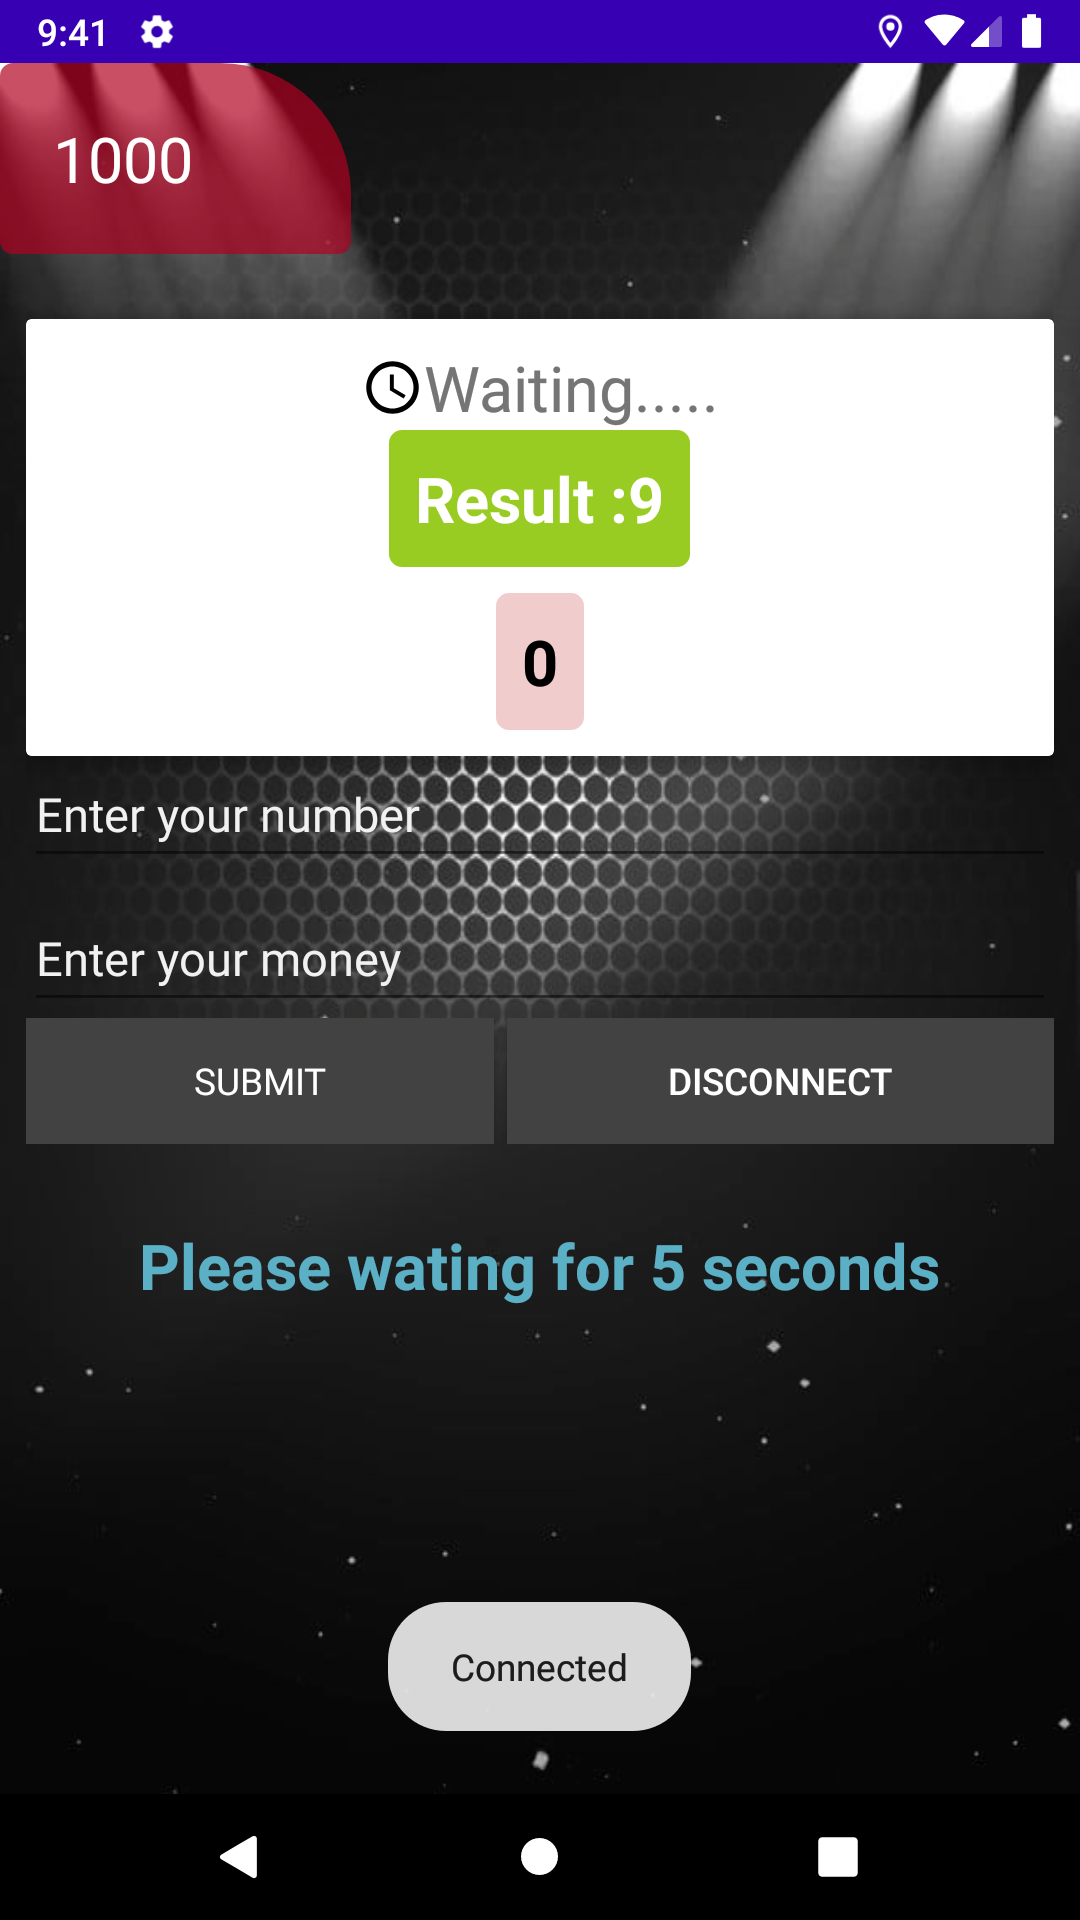 9:41
1000
Waiting.....
Result :9
0
Enter your number
Enter your money
SUBMIT
DISCONNECT
Please wating for 5 seconds
Connected